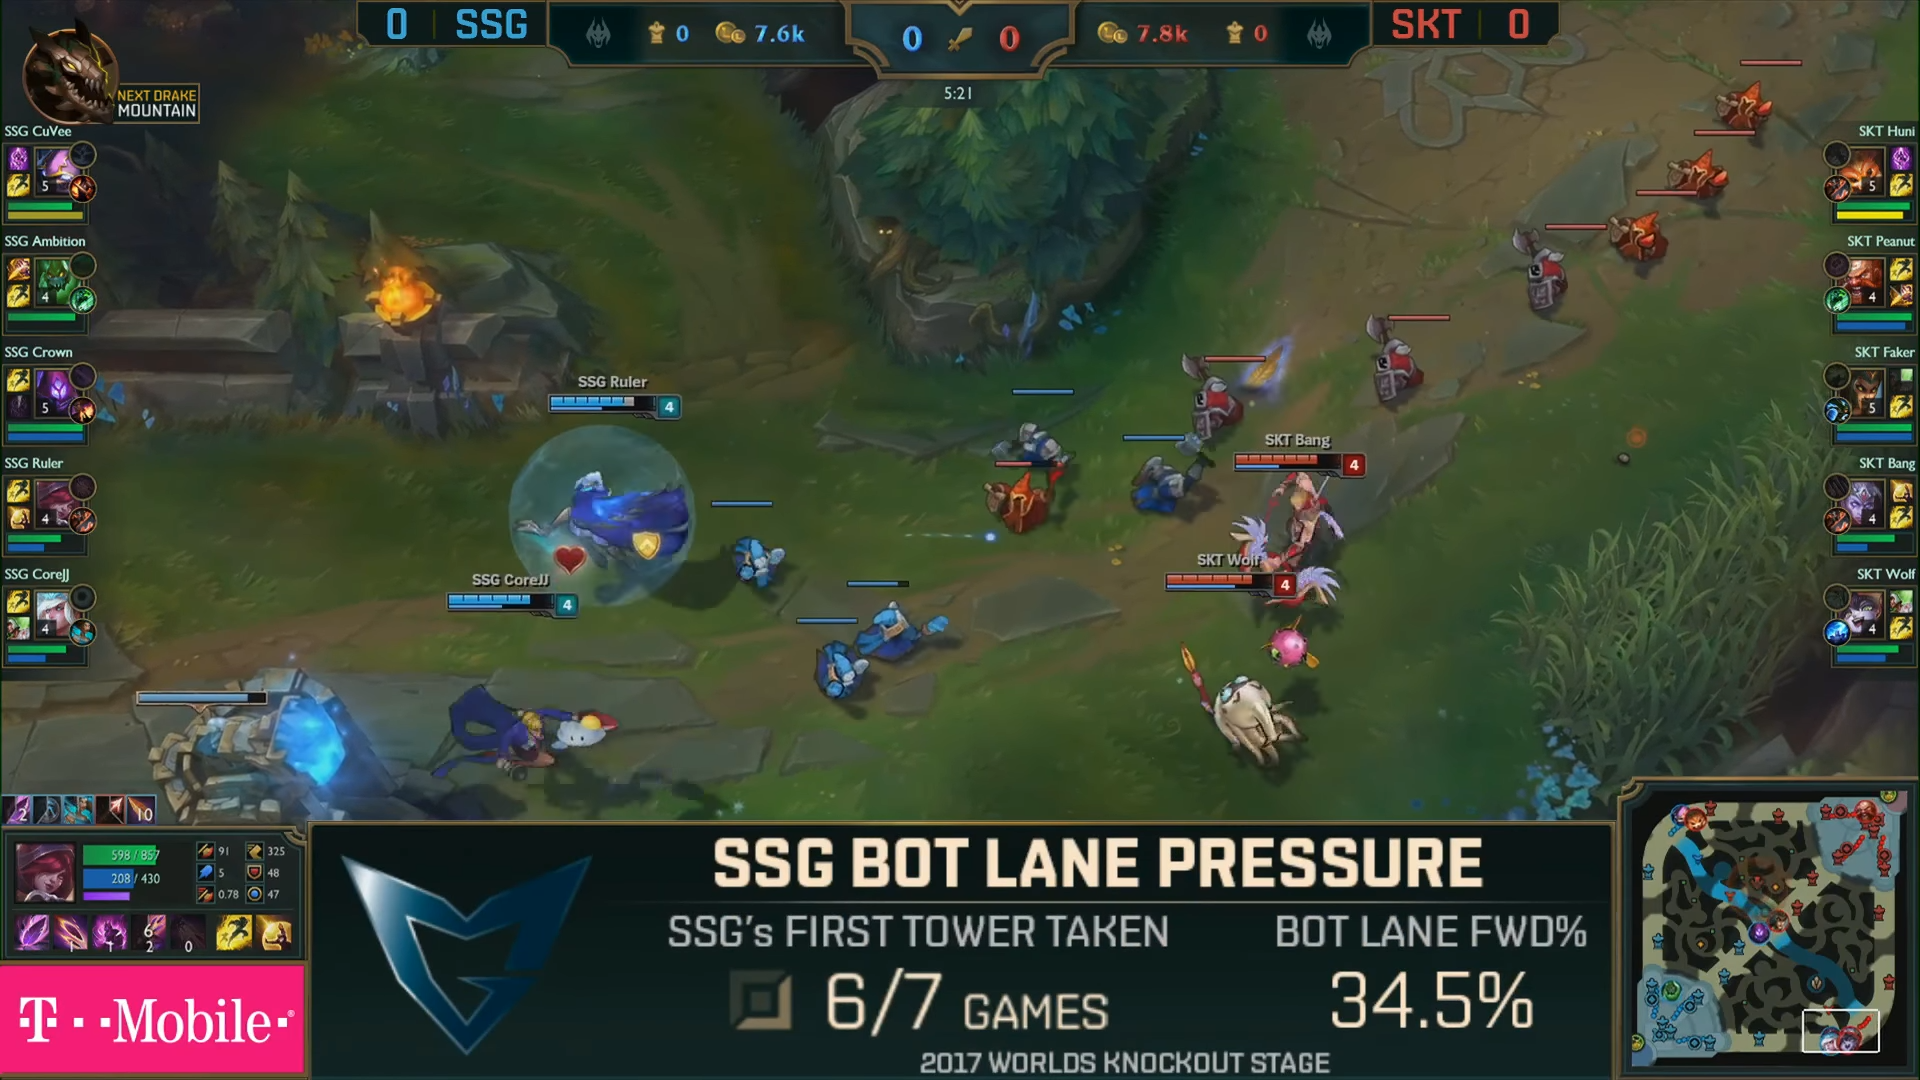 0 SSG 0 7.6k 0 0 7.8k 0 SKT 0
5:21
NEXT DRAKE
MOUNTAIN
SSG CuVee
5
SSG Ambition
4
SSG Crown
5
SSG Ruler
4
SSG CoreJJ
4
SKT Huni
5
SKT Peanut
4
SKT Faker
5
SKT Bang
4
SKT Wolf
4
SSG Ruler
4
SSG CoreJJ
4
SKT Bang
4
SKT Wolf
4
2 10
598 / 857
208 / 430
91 325
5 48
0.78 47
1 1 2 0
SSG BOT LANE PRESSURE
SSG's FIRST TOWER TAKEN
6/7 GAMES
BOT LANE FWD%
34.5%
2017 WORLDS KNOCKOUT STAGE
T··Mobile·®